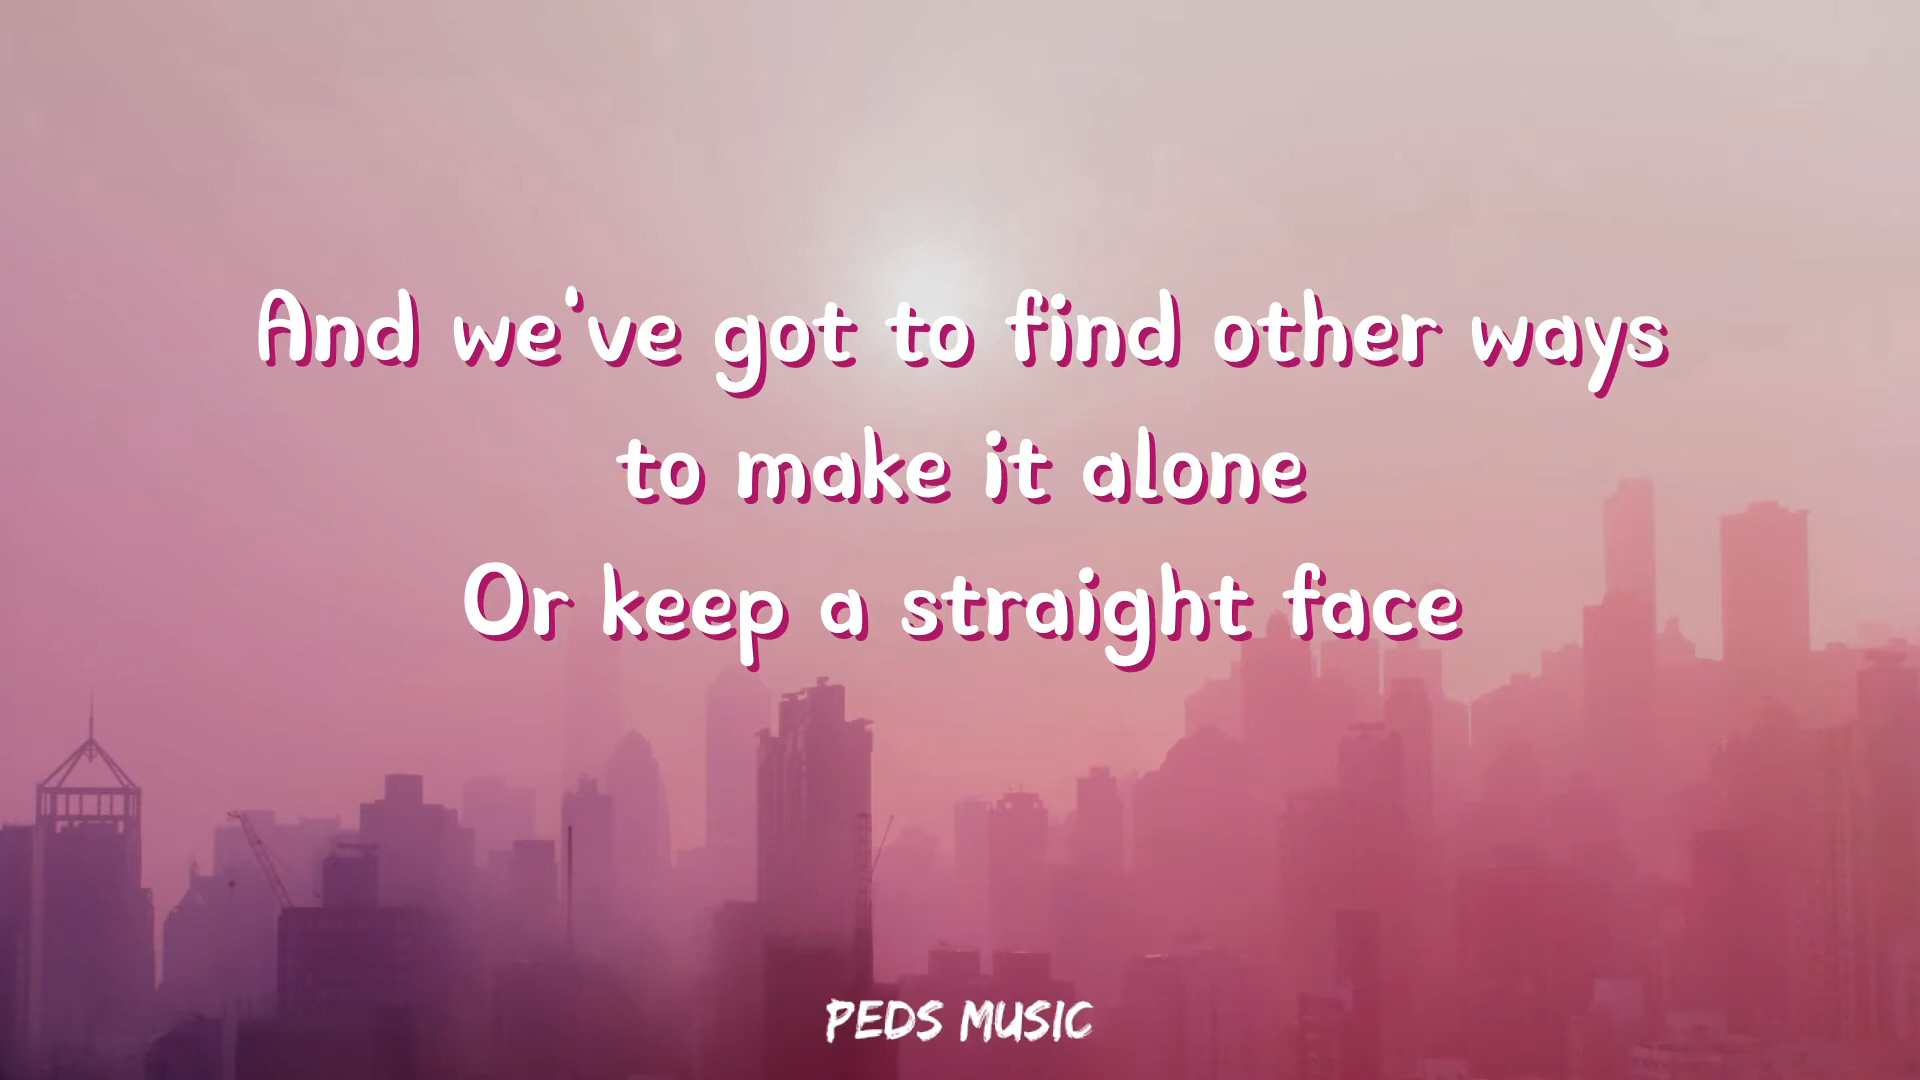 And we've got to find other ways
to make it alone
Or keep a straight face
PEDS MUSIC